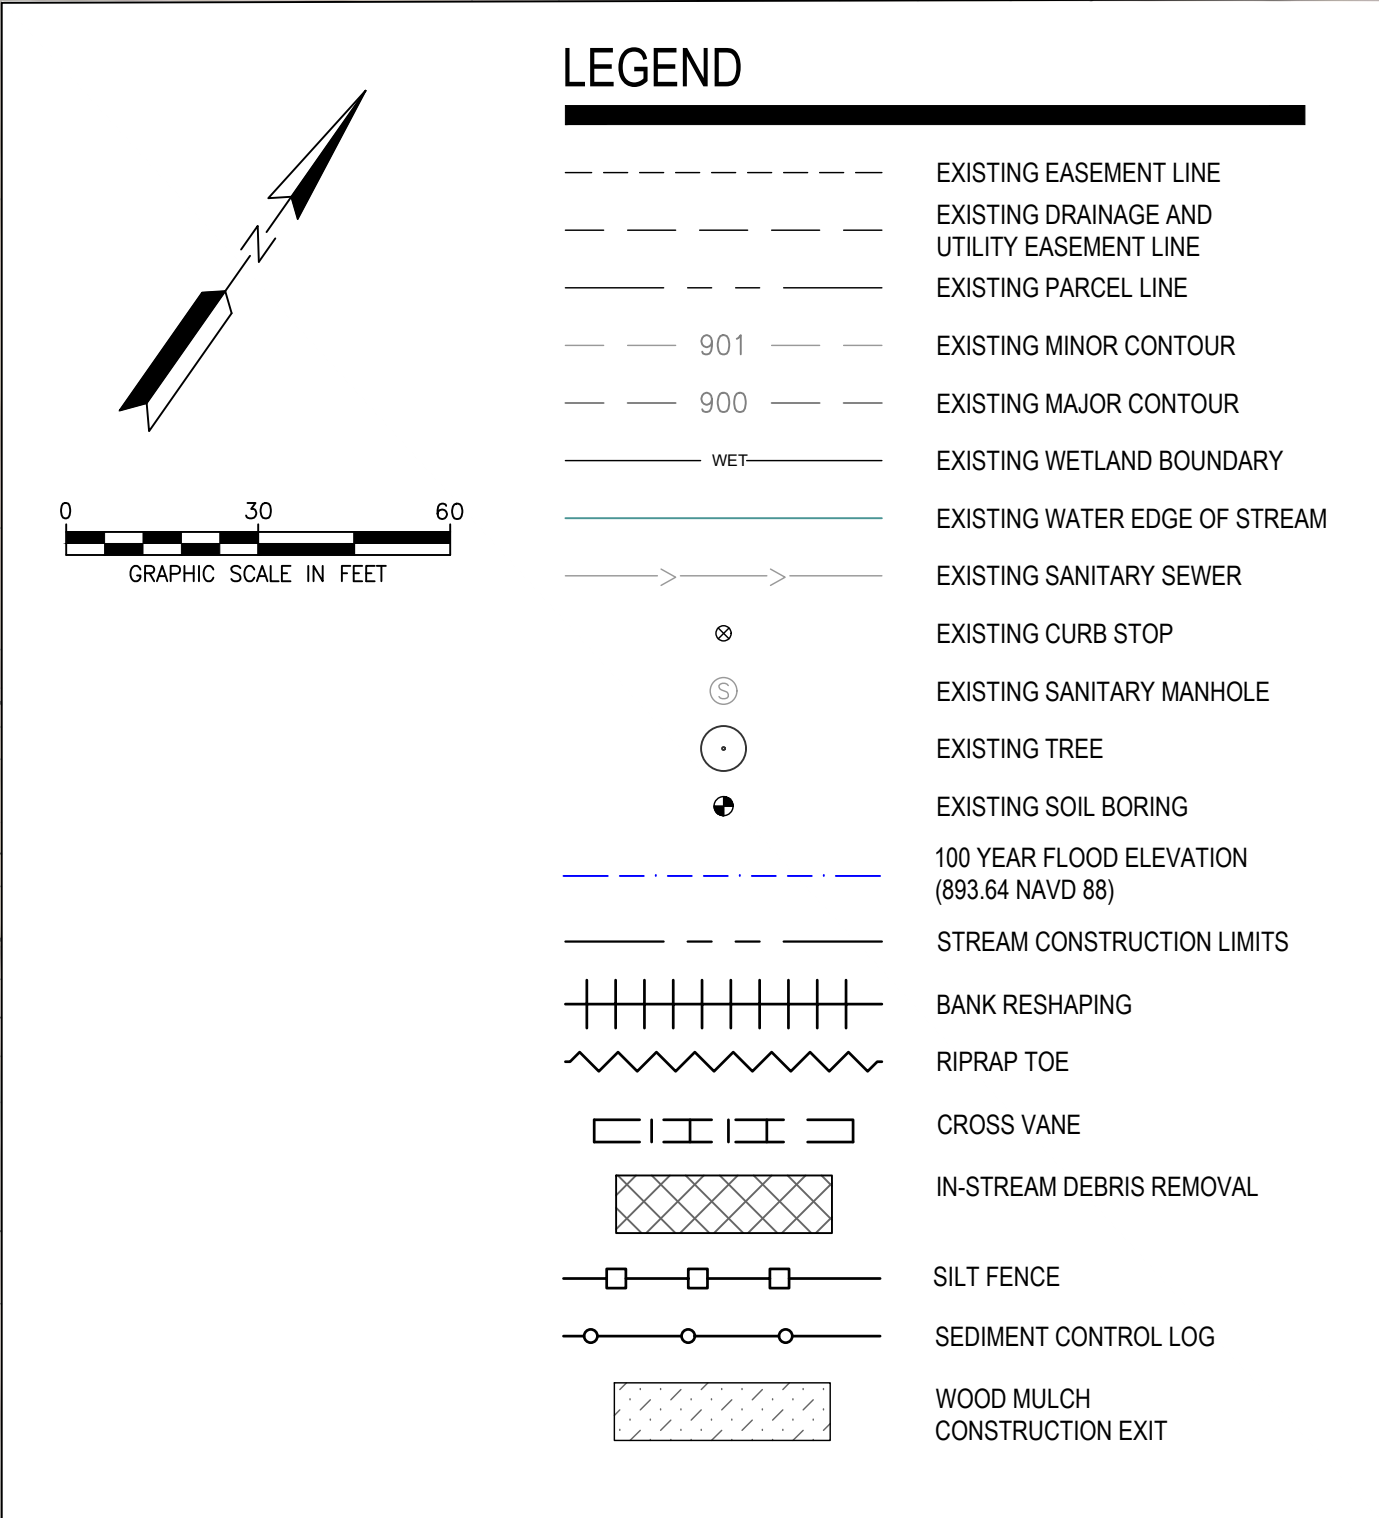 LEGEND
N
0 30 60
GRAPHIC SCALE IN FEET
EXISTING EASEMENT LINE
EXISTING DRAINAGE AND
UTILITY EASEMENT LINE
EXISTING PARCEL LINE
901 EXISTING MINOR CONTOUR
900 EXISTING MAJOR CONTOUR
WET EXISTING WETLAND BOUNDARY
EXISTING WATER EDGE OF STREAM
EXISTING SANITARY SEWER
EXISTING CURB STOP
S EXISTING SANITARY MANHOLE
EXISTING TREE
EXISTING SOIL BORING
100 YEAR FLOOD ELEVATION
(893.64 NAVD 88)
STREAM CONSTRUCTION LIMITS
BANK RESHAPING
RIPRAP TOE
CROSS VANE
IN-STREAM DEBRIS REMOVAL
SILT FENCE
SEDIMENT CONTROL LOG
WOOD MULCH
CONSTRUCTION EXIT